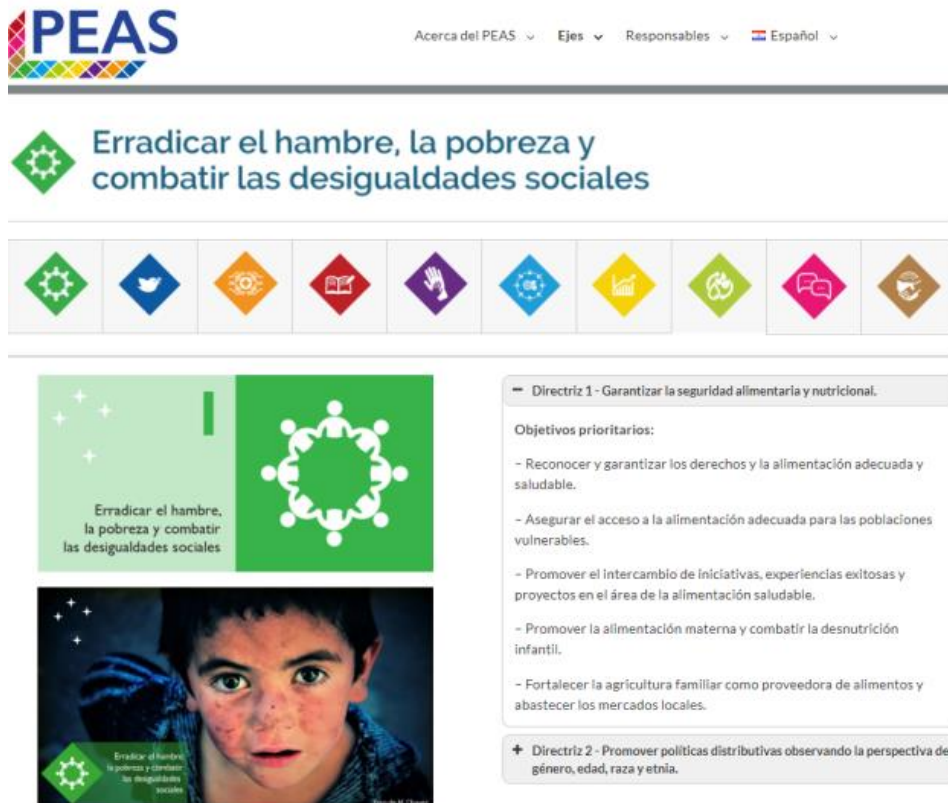 PEAS
Acerca del PEAS Ejes Responsables Español
Erradicar el hambre, la pobreza y
combatir las desigualdades sociales
I
Erradicar el hambre,
la pobreza y combatir
las desigualdades sociales
Erradicar el hambre
la pobreza y combatir
las desigualdades
sociales
− Directriz 1 - Garantizar la seguridad alimentaria y nutricional.
Objetivos prioritarios:
– Reconocer y garantizar los derechos y la alimentación adecuada y
saludable.
– Asegurar el acceso a la alimentación adecuada para las poblaciones
vulnerables.
– Promover el intercambio de iniciativas, experiencias exitosas y
proyectos en el área de la alimentación saludable.
– Promover la alimentación materna y combatir la desnutrición
infantil.
– Fortalecer la agricultura familiar como proveedora de alimentos y
abastecer los mercados locales.
+ Directriz 2 - Promover políticas distributivas observando la perspectiva de
género, edad, raza y etnia.